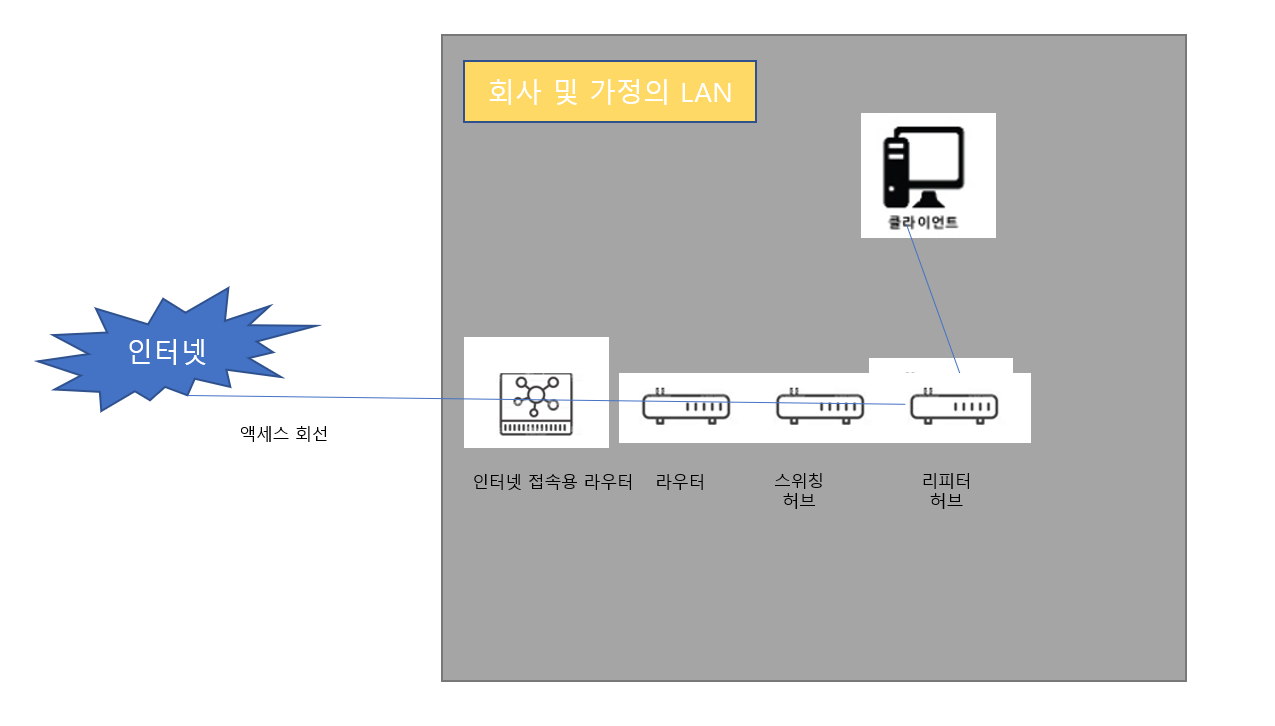 회사 및 가정의 LAN
클라이언트
인터넷
액세스 회선
인터넷 접속용 라우터
라우터
스위칭
허브
리피터
허브